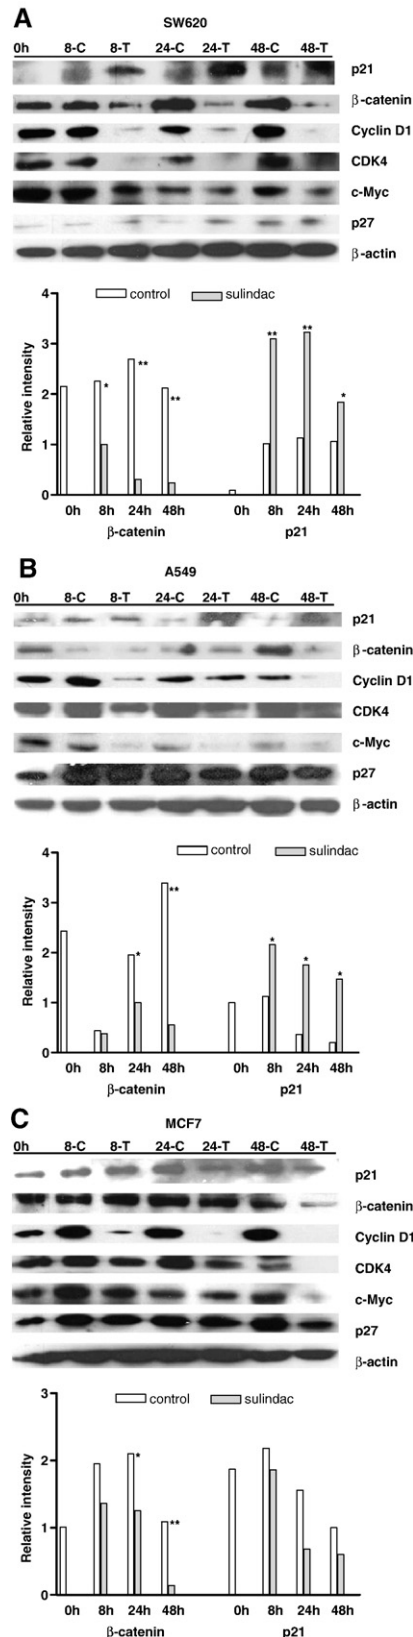 A
SW620
0h 8-C 8-T 24-C 24-T 48-C 48-T
p21
β-catenin
Cyclin D1
CDK4
c-Myc
p27
β-actin
control sulindac
Relative intensity
4
3
2
1
0
* ** ** ** ** *
0h 8h 24h 48h 0h 8h 24h 48h
β-catenin p21
B
A549
0h 8-C 8-T 24-C 24-T 48-C 48-T
p21
β-catenin
Cyclin D1
CDK4
c-Myc
p27
β-actin
control sulindac
Relative intensity
4
3
2
1
0
* ** * * *
0h 8h 24h 48h 0h 8h 24h 48h
β-catenin p21
C
MCF7
0h 8-C 8-T 24-C 24-T 48-C 48-T
p21
β-catenin
Cyclin D1
CDK4
c-Myc
p27
β-actin
control sulindac
Relative intensity
3
2
1
0
* **
0h 8h 24h 48h 0h 8h 24h 48h
β-catenin p21